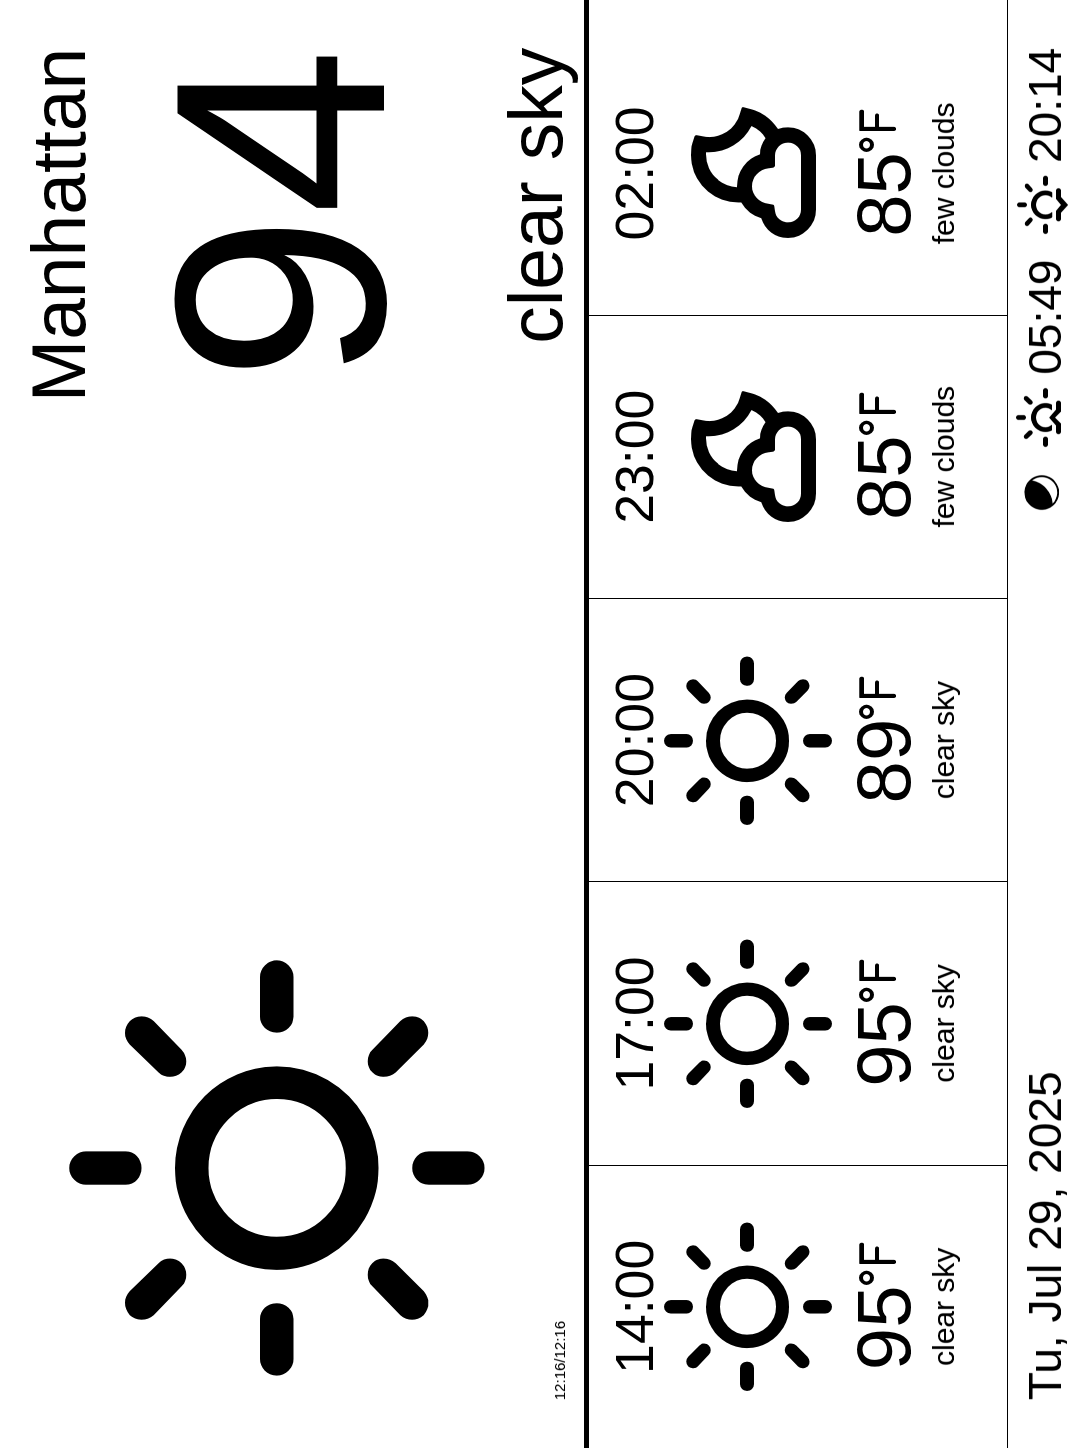 Manhattan
94
clear sky
12:16/12:16
14:00
95°F
clear sky
17:00
95°F
clear sky
20:00
89°F
clear sky
23:00
85°F
few clouds
02:00
85°F
few clouds
Tu, Jul 29, 2025
05:49
20:14